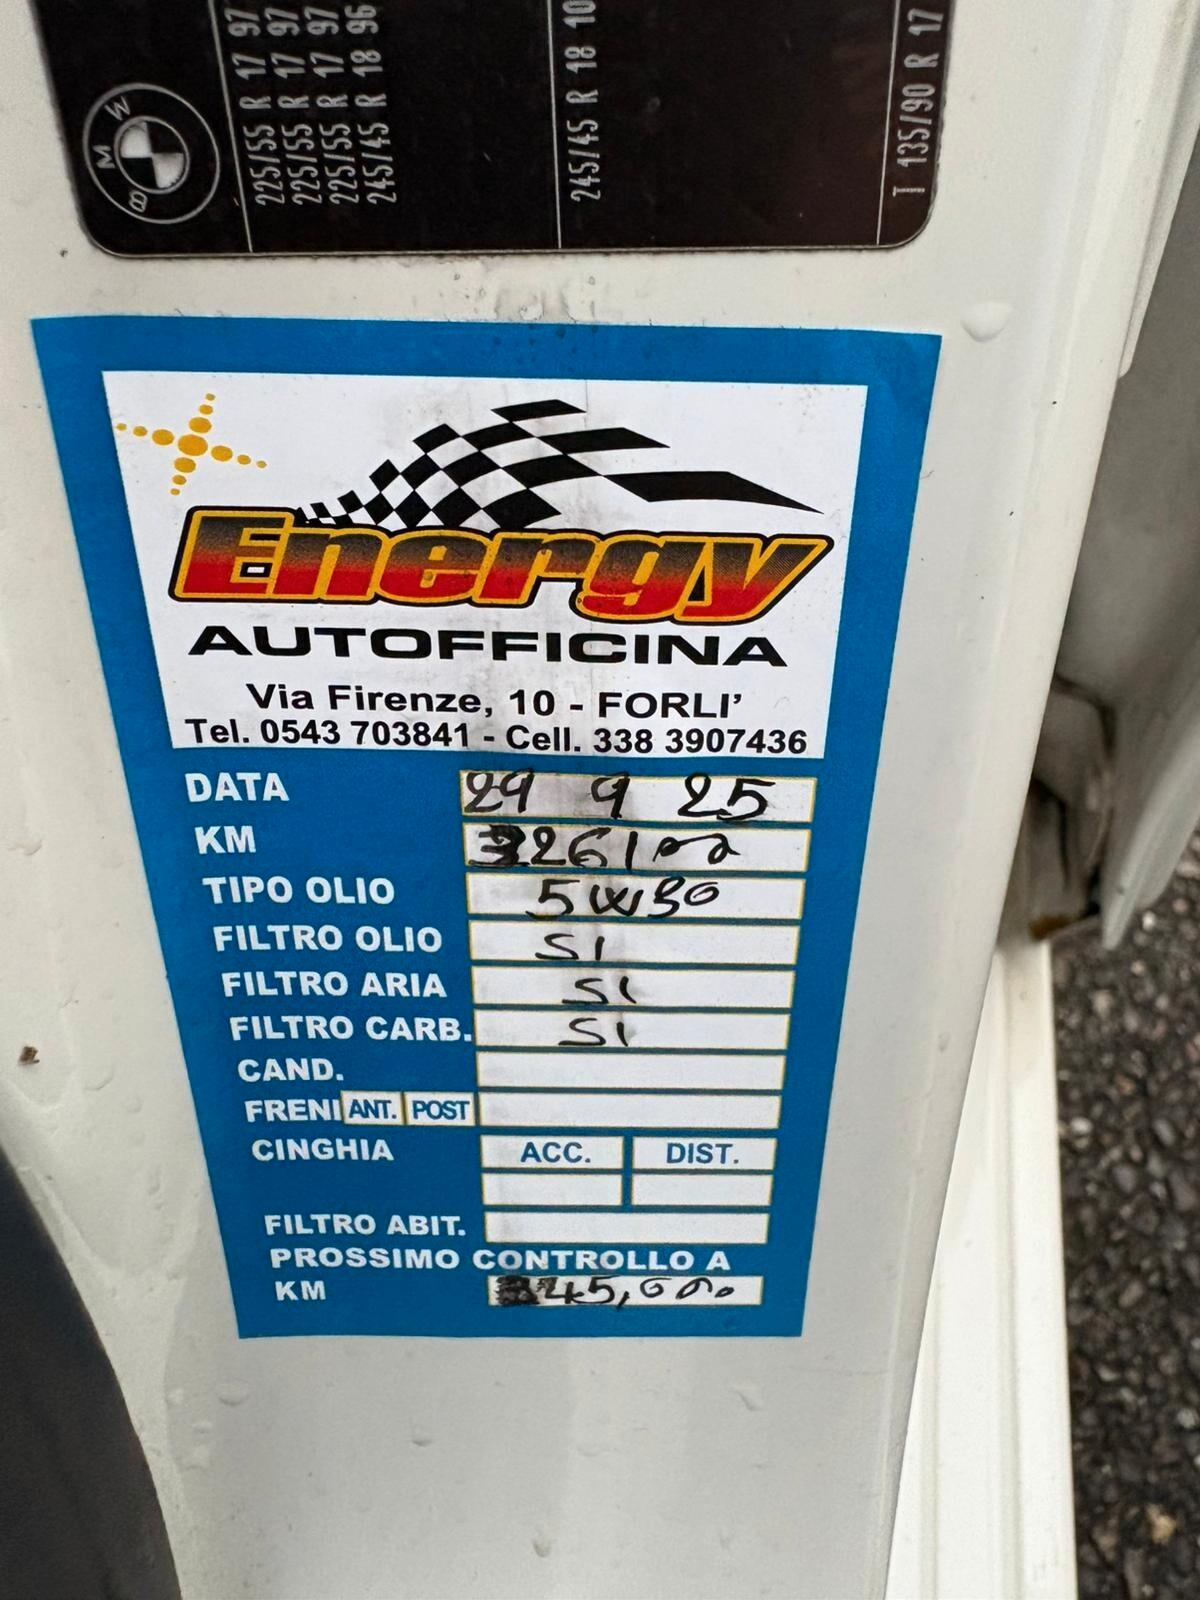 BMW
225/55 R 17 97
225/55 R 17 97
225/55 R 17 97
245/45 R 18 96
245/45 R 18 10
T 135/90 R 17
Energy
AUTOFFICINA
Via Firenze, 10 - FORLI'
Tel. 0543 703841 - Cell. 338 3907436
DATA 29 9 25
KM
TIPO OLIO 5W30
FILTRO OLIO SI
FILTRO ARIA SI
FILTRO CARB. SI
CAND.
FRENI ANT. POST
CINGHIA ACC. DIST.
FILTRO ABIT.
PROSSIMO CONTROLLO A
KM